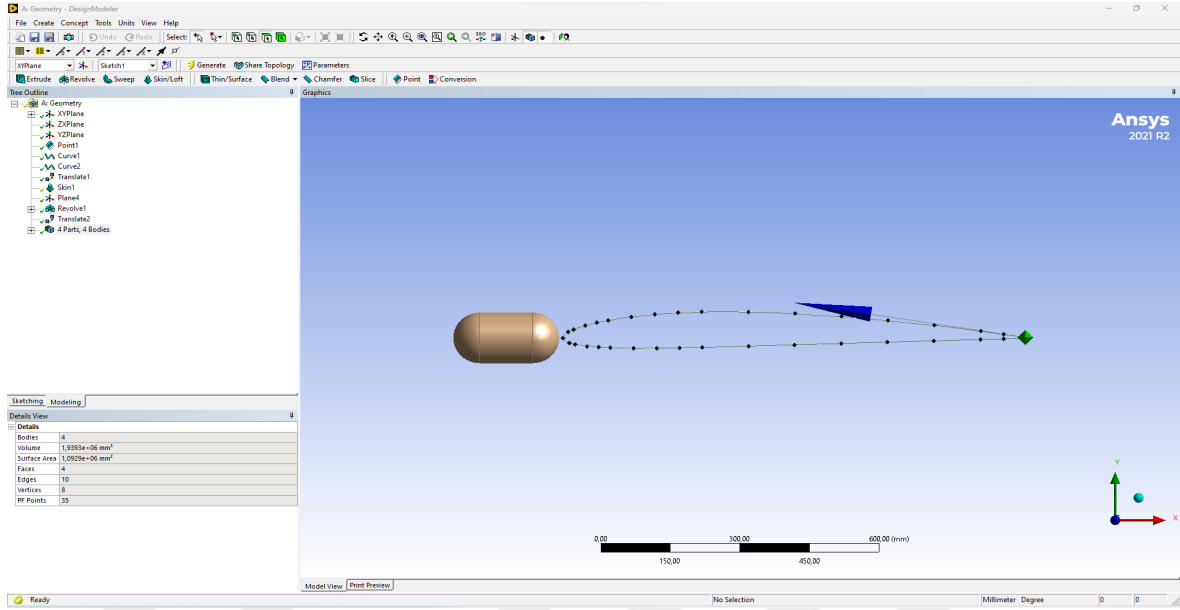 A: Geometry - DesignModeler
File Create Concept Tools Units View Help
Undo Redo Select:
XYPlane Sketch1 Generate Share Topology Parameters
Extrude Revolve Sweep Skin/Loft Thin/Surface Blend Chamfer Slice Point Conversion
Tree Outline
A: Geometry
XYPlane
ZXPlane
YZPlane
Point1
Curve1
Curve2
Translate1
Skin1
Plane4
Revolve1
Translate2
4 Parts, 4 Bodies
Sketching Modeling
Details View
Details
Bodies 4
Volume 1,9393e+06 mm³
Surface Area 1,0929e+06 mm²
Faces 4
Edges 10
Vertices 8
PF Points 35
Graphics
Ansys
2021 R2
Y
X
0,00 300,00 600,00 (mm)
150,00 450,00
Model View Print Preview
Ready No Selection Millimeter Degree 0 0